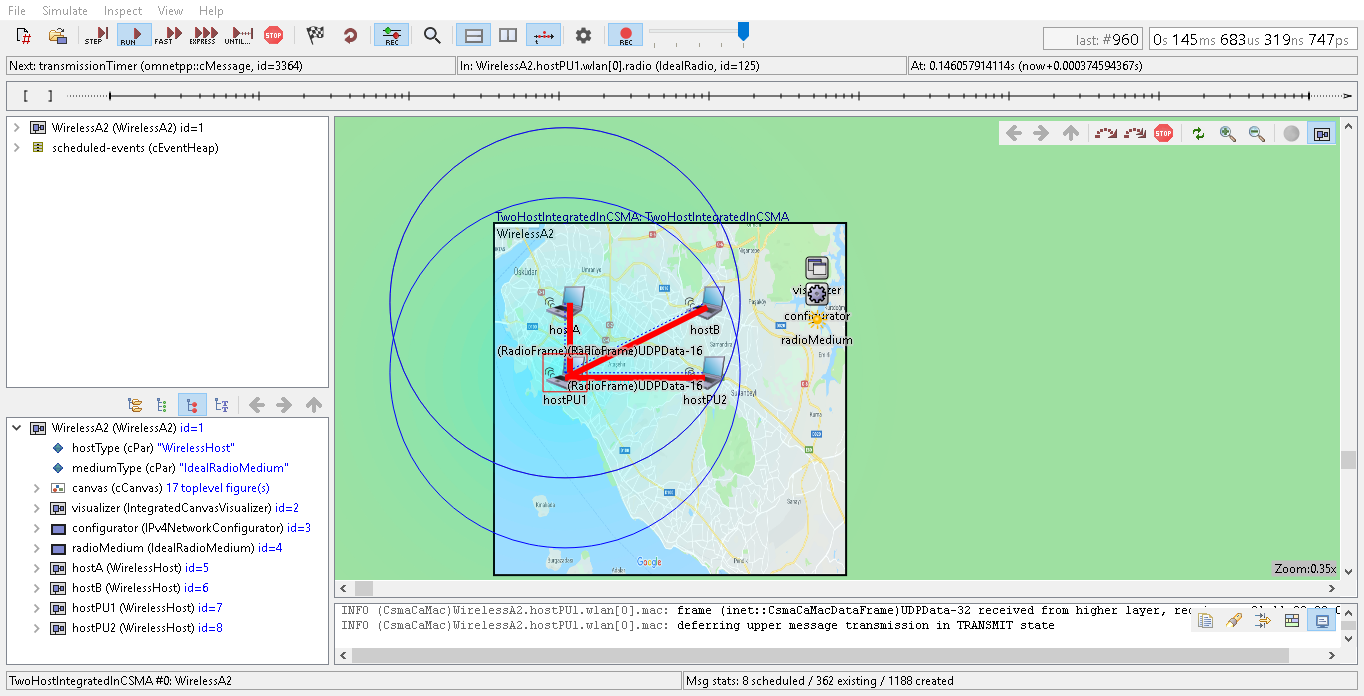 File Simulate Inspect View Help
STEP RUN FAST EXPRESS UNTIL... STOP REC REC
last: #960 0s 145ms 683us 319ns 747ps
Next: transmissionTimer (omnetpp::cMessage, id=3364) In: WirelessA2.hostPU1.wlan[0].radio (IdealRadio, id=125) At: 0.146057914114s (now+0.000374594367s)
[ ]
WirelessA2 (WirelessA2) id=1
scheduled-events (cEventHeap)
STOP
TwoHostIntegratedInCSMA: TwoHostIntegratedInCSMA
WirelessA2
Üsküdar
Ümraniye
visualizer
hostA
hostB
configurator
radioMedium
(RadioFrame)(RadioFrame)UDPData-16
(RadioFrame)UDPData-16
hostPU1
hostPU2
Sultanbeyli
Google
Pendik
Adalar
Zoom:0.35x
WirelessA2 (WirelessA2) id=1
hostType (cPar) "WirelessHost"
mediumType (cPar) "IdealRadioMedium"
canvas (cCanvas) 17 toplevel figure(s)
visualizer (IntegratedCanvasVisualizer) id=2
configurator (IPv4NetworkConfigurator) id=3
radioMedium (IdealRadioMedium) id=4
hostA (WirelessHost) id=5
hostB (WirelessHost) id=6
hostPU1 (WirelessHost) id=7
hostPU2 (WirelessHost) id=8
INFO (CsmaCaMac)WirelessA2.hostPU1.wlan[0].mac: frame (inet::CsmaCaMacDataFrame)UDPData-32 received from higher layer,
INFO (CsmaCaMac)WirelessA2.hostPU1.wlan[0].mac: deferring upper message transmission in TRANSMIT state
TwoHostIntegratedInCSMA #0: WirelessA2 Msg stats: 8 scheduled / 362 existing / 1188 created